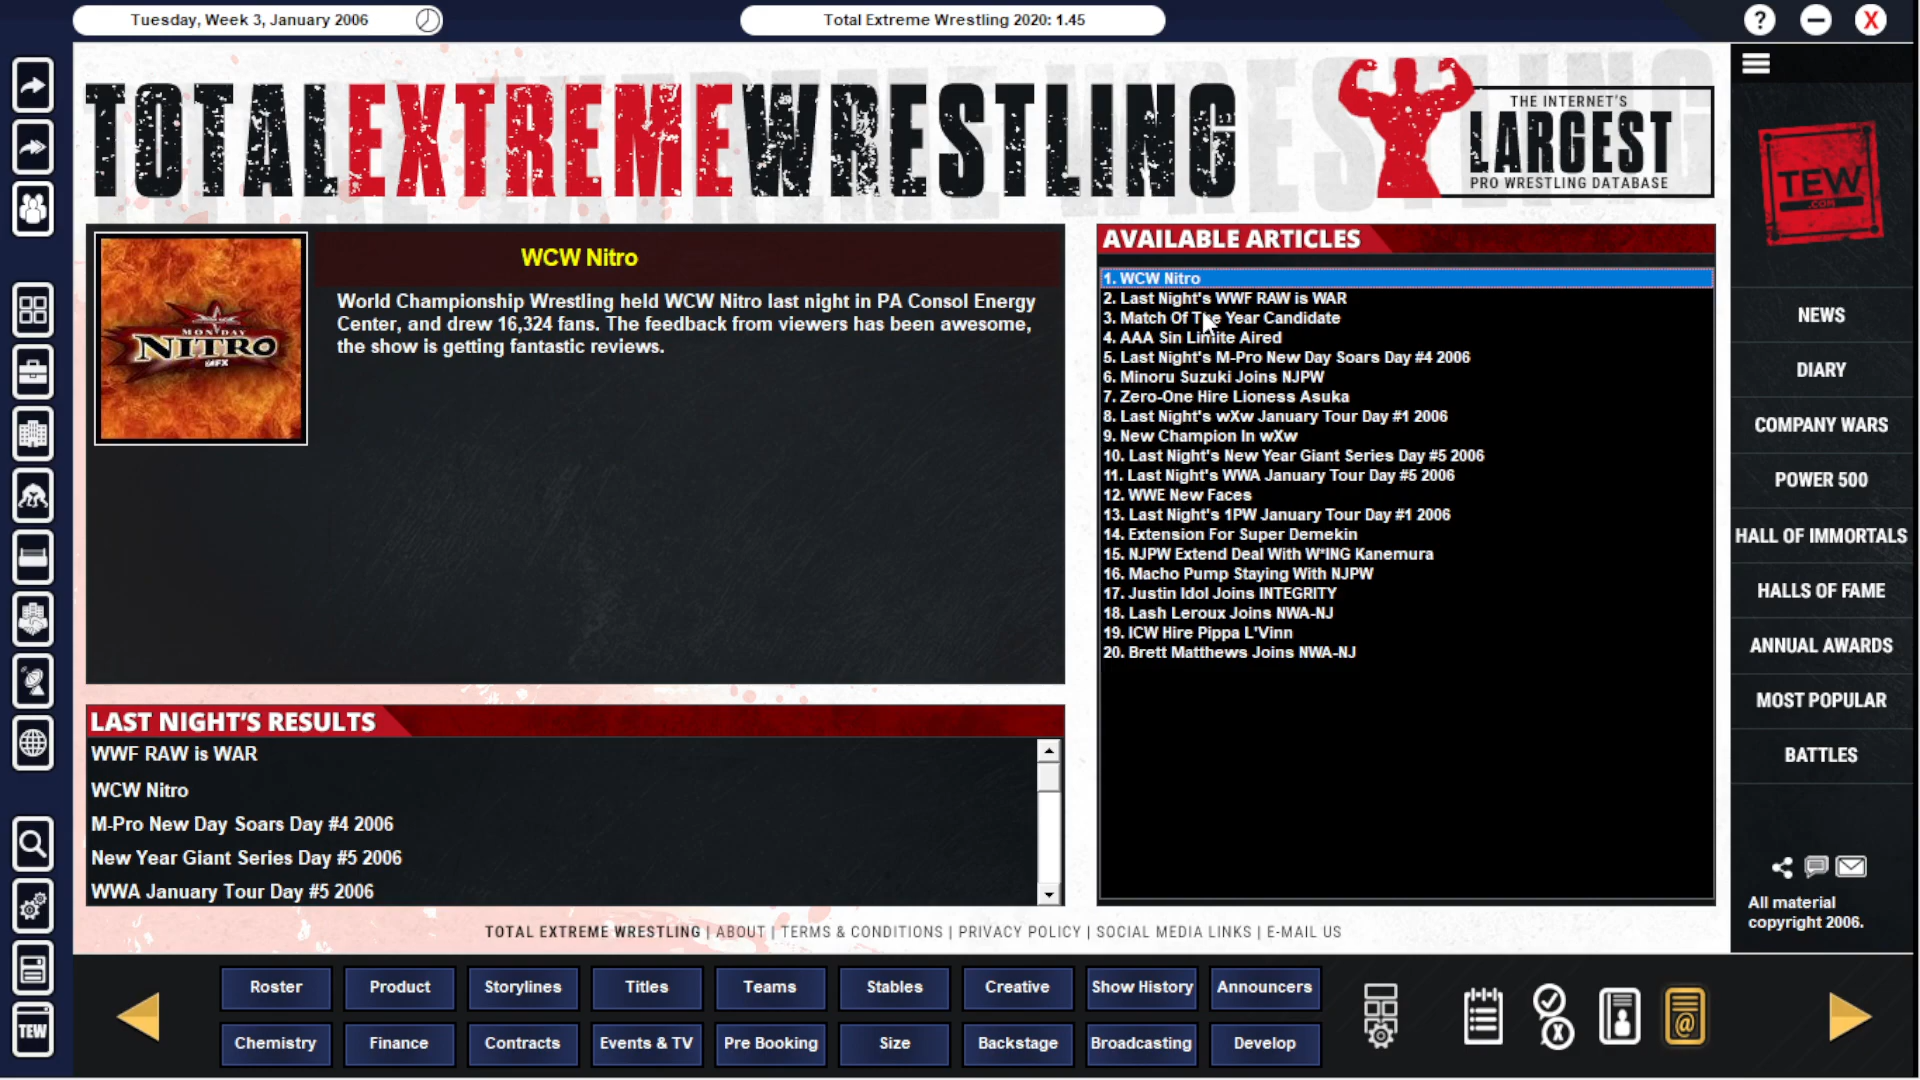 Tuesday, Week 3, January 2006
Total Extreme Wrestling 2020: 1.45
?
X
TOTALEXTREMEWRESTLING
THE INTERNET'S
LARGEST
PRO WRESTLING DATABASE
TEW
.COM
WCW Nitro
World Championship Wrestling held WCW Nitro last night in PA Consol Energy
Center, and drew 16,324 fans. The feedback from viewers has been awesome,
the show is getting fantastic reviews.
MONDAY
NITRO
AVAILABLE ARTICLES
1. WCW Nitro
2. Last Night's WWF RAW is WAR
3. Match Of The Year Candidate
4. AAA Sin Limite Aired
5. Last Night's M-Pro New Day Soars Day #4 2006
6. Minoru Suzuki Joins NJPW
7. Zero-One Hire Lioness Asuka
8. Last Night's wXw January Tour Day #1 2006
9. New Champion In wXw
10. Last Night's New Year Giant Series Day #5 2006
11. Last Night's WWA January Tour Day #5 2006
12. WWE New Faces
13. Last Night's 1PW January Tour Day #1 2006
14. Extension For Super Demekin
15. NJPW Extend Deal With W*ING Kanemura
16. Macho Pump Staying With NJPW
17. Justin Idol Joins INTEGRITY
18. Lash Leroux Joins NWA-NJ
19. ICW Hire Pippa L'Vinn
20. Brett Matthews Joins NWA-NJ
LAST NIGHT'S RESULTS
WWF RAW is WAR
WCW Nitro
M-Pro New Day Soars Day #4 2006
New Year Giant Series Day #5 2006
WWA January Tour Day #5 2006
NEWS
DIARY
COMPANY WARS
POWER 500
HALL OF IMMORTALS
HALLS OF FAME
ANNUAL AWARDS
MOST POPULAR
BATTLES
All material
copyright 2006.
TOTAL EXTREME WRESTLING | ABOUT | TERMS & CONDITIONS | PRIVACY POLICY | SOCIAL MEDIA LINKS | E-MAIL US
Roster Product Storylines Titles Teams Stables Creative Show History Announcers
Chemistry Finance Contracts Events & TV Pre Booking Size Backstage Broadcasting Develop
TEW